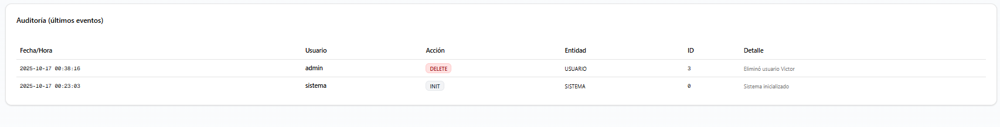 Auditoría (últimos eventos)
Fecha/Hora Usuario Acción Entidad ID Detalle
2025-10-17 00:38:16 admin DELETE USUARIO 3 Eliminó usuario Victor
2025-10-17 00:23:03 sistema INIT SISTEMA 0 Sistema inicializado